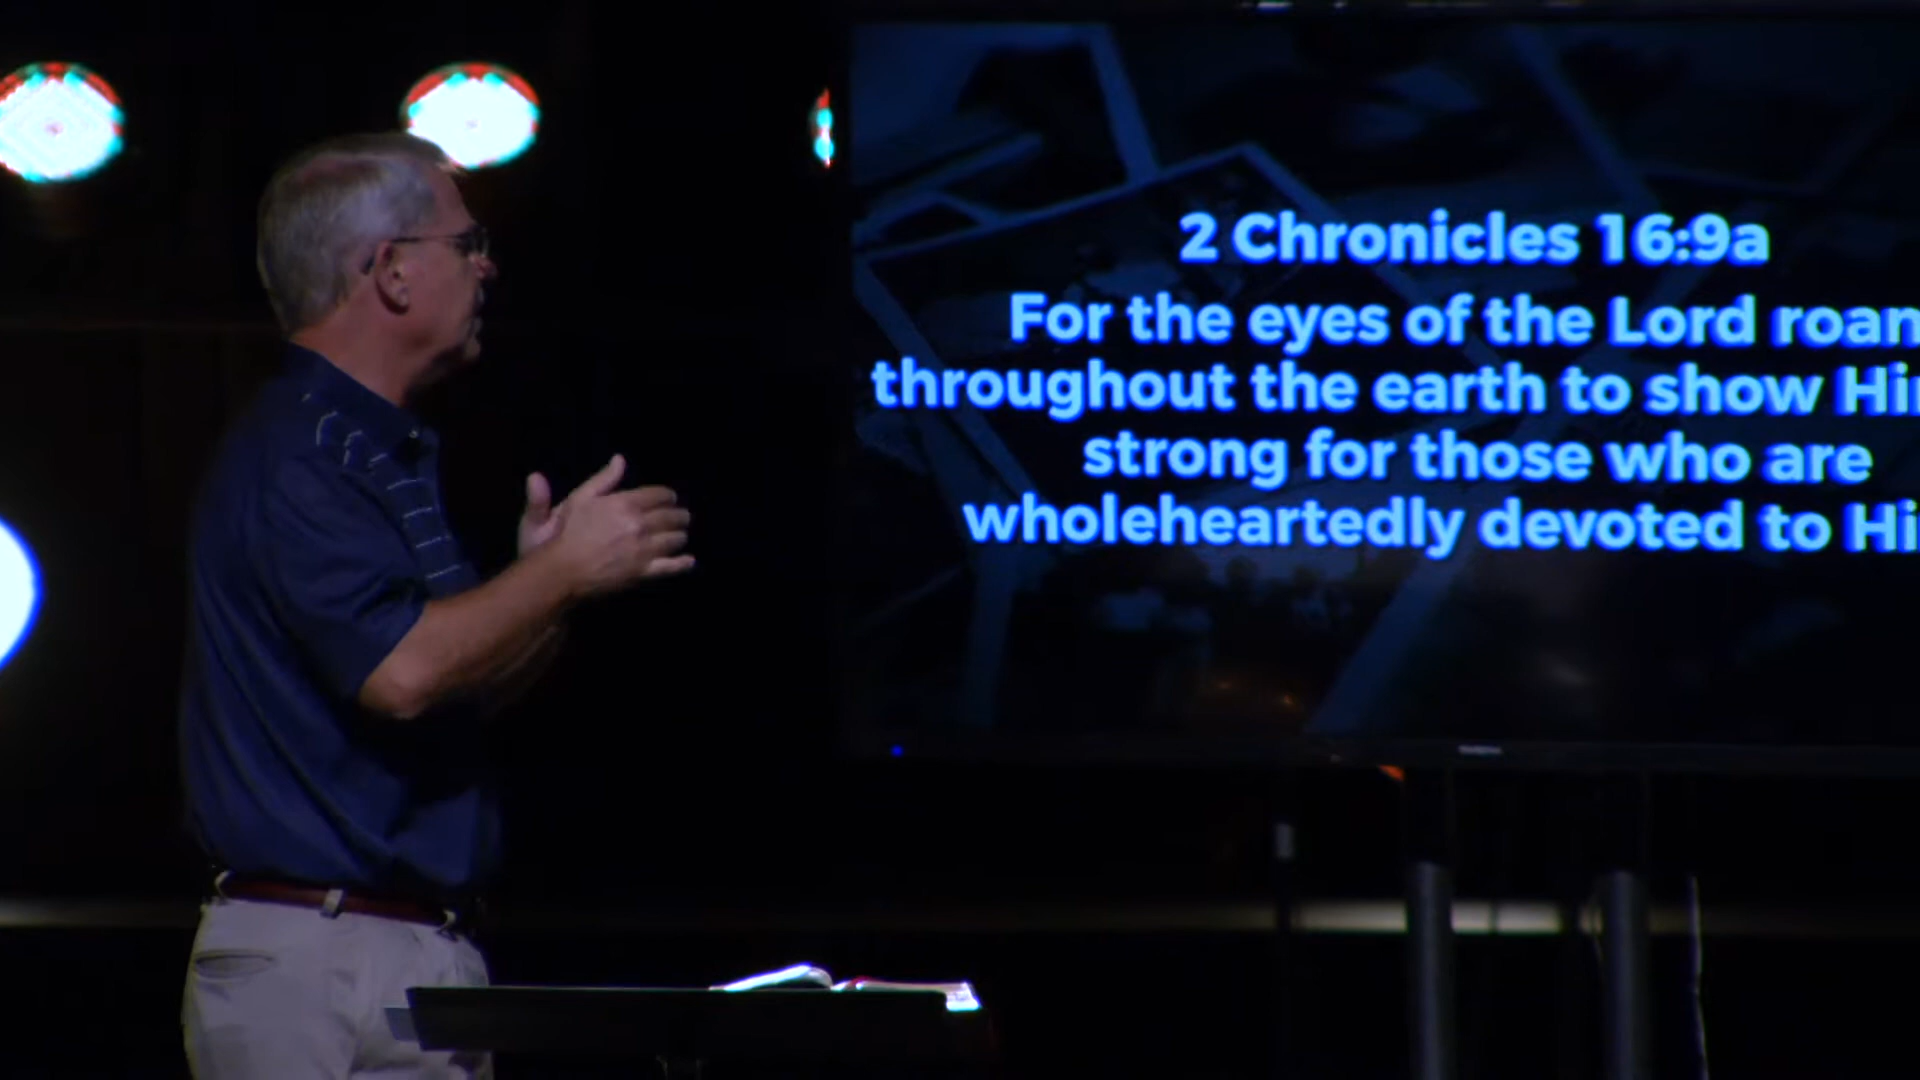 2 Chronicles 16:9a
For the eyes of the Lord roam
throughout the earth to show Hi
strong for those who are
wholeheartedly devoted to Hi